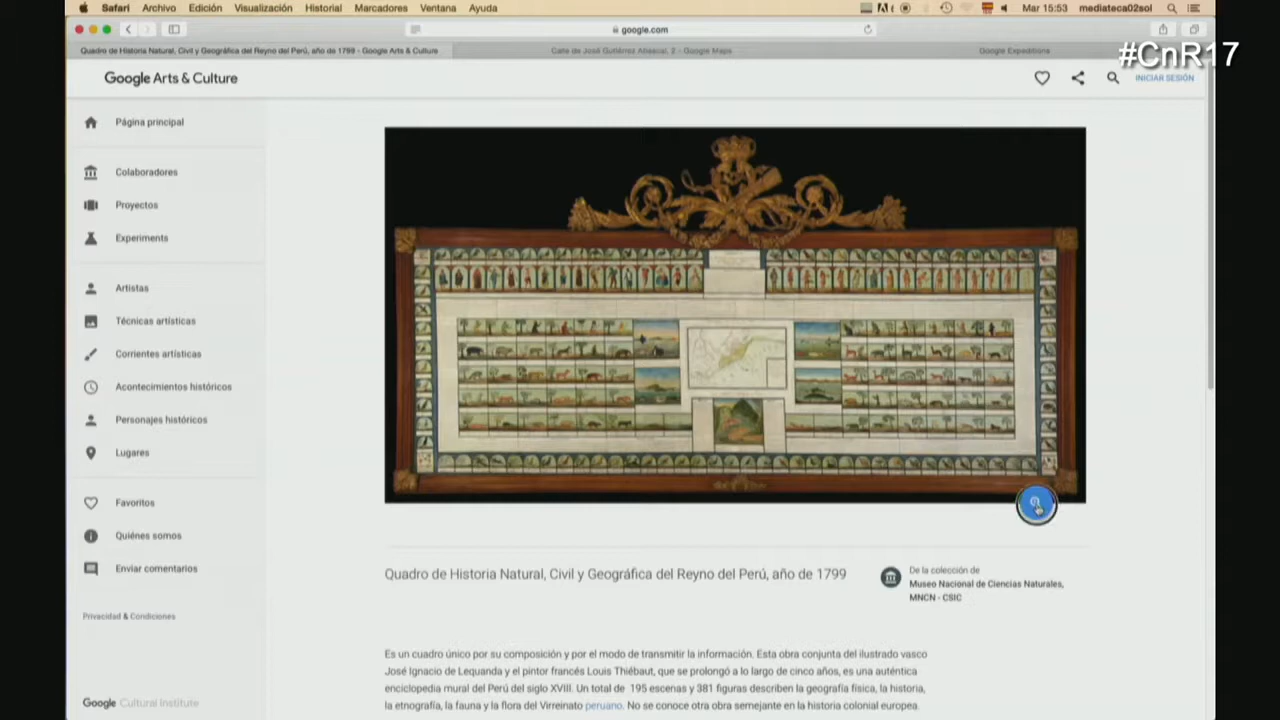 Safari Archivo Edición Visualización Historial Marcadores Ventana Ayuda
Mar 15:53 mediateca02sol
google.com
#CnR17
Quadro de Historia Natural, Civil y Geográfica del Reyno del Perú, año de 1799 - Google Arts & Culture
Calle de José Gutiérrez Abascal, 2 - Google Maps
Google Expeditions
Google Arts & Culture
INICIAR SESIÓN
Página principal
Colaboradores
Proyectos
Experiments
Artistas
Técnicas artísticas
Corrientes artísticas
Acontecimientos históricos
Personajes históricos
Lugares
Favoritos
Quiénes somos
Enviar comentarios
Privacidad & Condiciones
Google Cultural Institute
Quadro de Historia Natural, Civil y Geográfica del Reyno del Perú, año de 1799
De la colección de
Museo Nacional de Ciencias Naturales,
MNCN - CSIC
Es un cuadro único por su composición y por el modo de transmitir la información. Esta obra conjunta del ilustrado vasco
José Ignacio de Lequanda y el pintor francés Louis Thiébaut, que se prolongó a lo largo de cinco años, es una auténtica
enciclopedia mural del Perú del siglo XVIII. Un total de 195 escenas y 381 figuras describen la geografía física, la historia,
la etnografía, la fauna y la flora del Virreinato peruano. No se conoce otra obra semejante en la historia colonial europea.